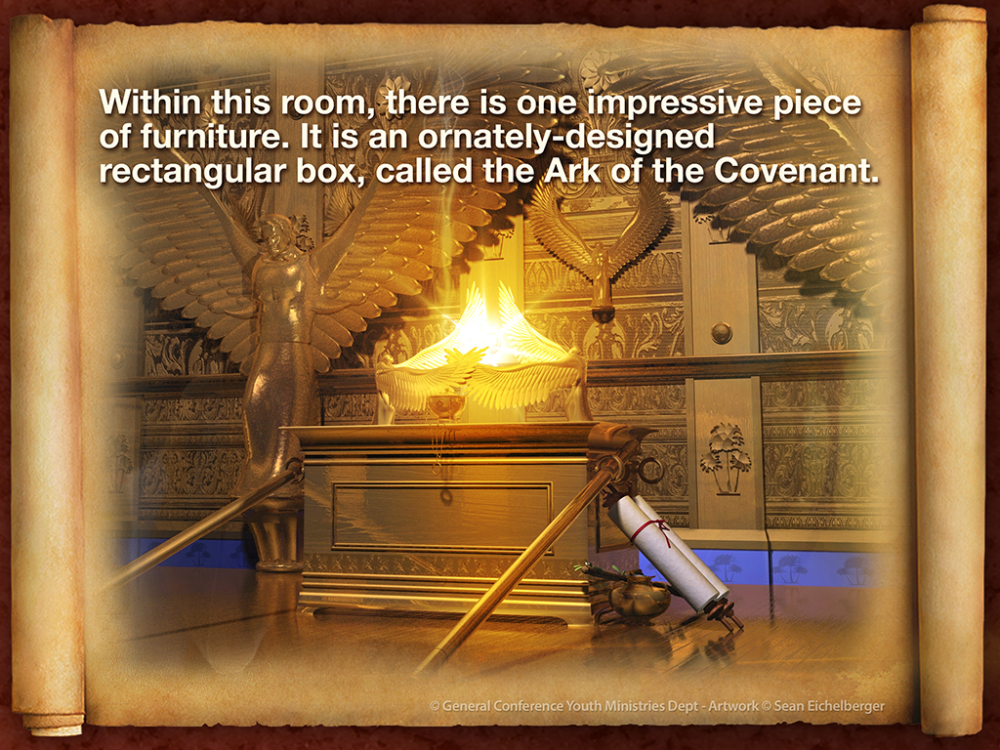 Within this room, there is one impressive piece
of furniture. It is an ornately-designed
rectangular box, called the Ark of the Covenant.
© General Conference Youth Ministries Dept - Artwork © Sean Eichelberger